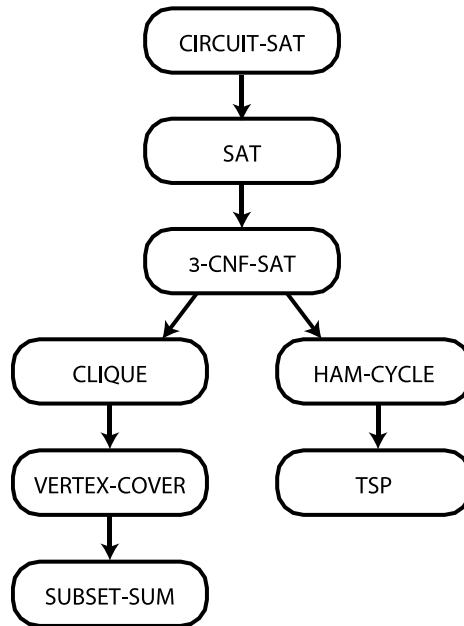 CIRCUIT-SAT
SAT
3-CNF-SAT
CLIQUE
HAM-CYCLE
VERTEX-COVER
TSP
SUBSET-SUM